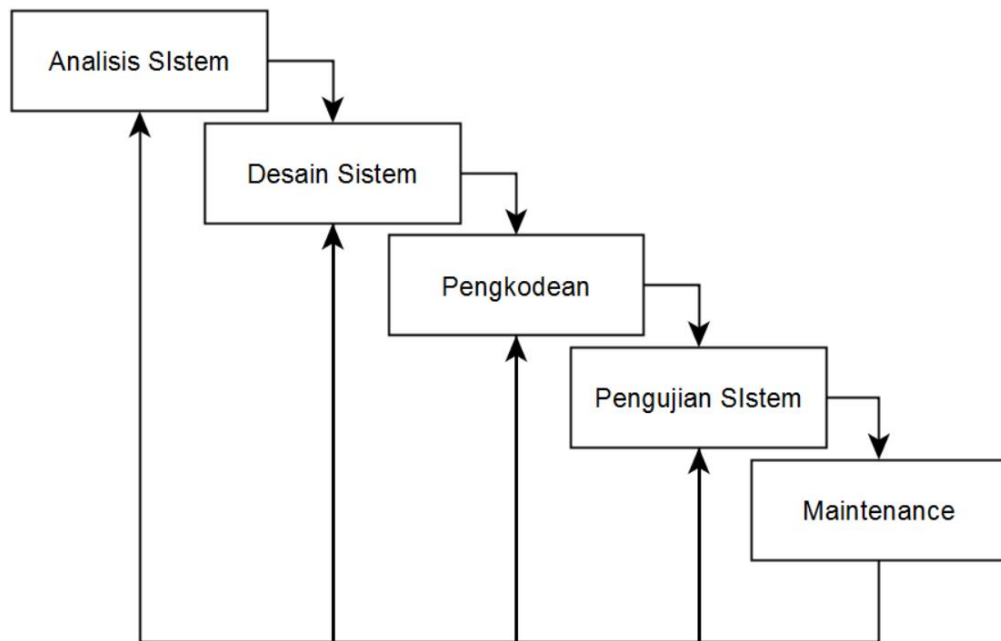 Analisis SIstem
Desain Sistem
Pengkodean
Pengujian SIstem
Maintenance